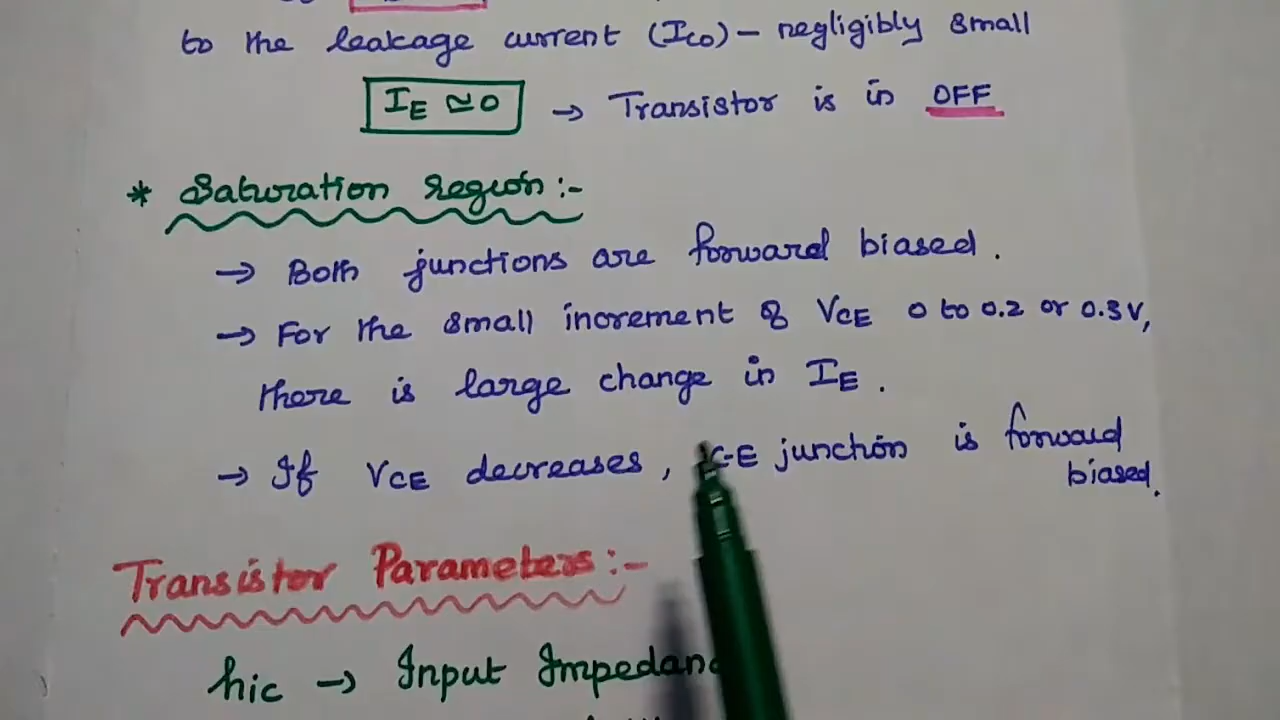 to the leakage current (ICO) – negligibly small
IE ≃ 0 → Transistor is in OFF
* Saturation Region :-
→ Both junctions are forward biased.
→ For the small increment of VCE 0 to 0.2 or 0.3V,
there is large change in IE.
→ If VCE decreases, CE junction is forward
biased.
Transistor Parameters :-
hic → Input